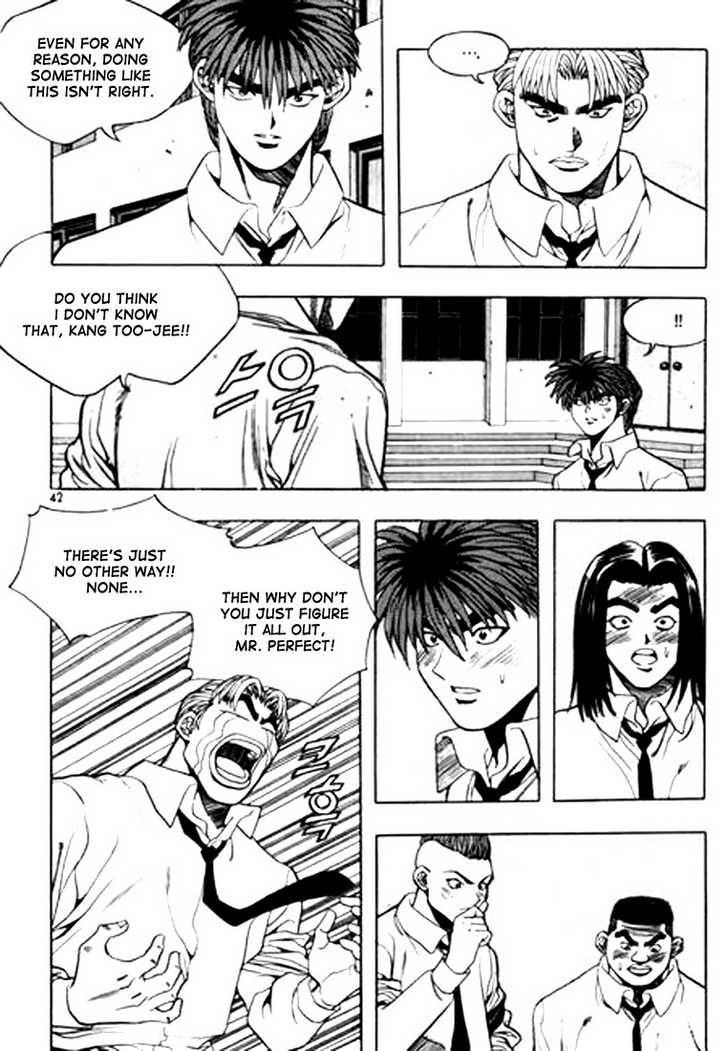 EVEN FOR ANY
REASON, DOING
SOMETHING LIKE
THIS ISN'T RIGHT.
...
DO YOU THINK
I DON'T KNOW
THAT, KANG TOO-JEE!!
!!
42
THERE'S JUST
NO OTHER WAY!!
NONE...
THEN WHY DON'T
YOU JUST FIGURE
IT ALL OUT,
MR. PERFECT!